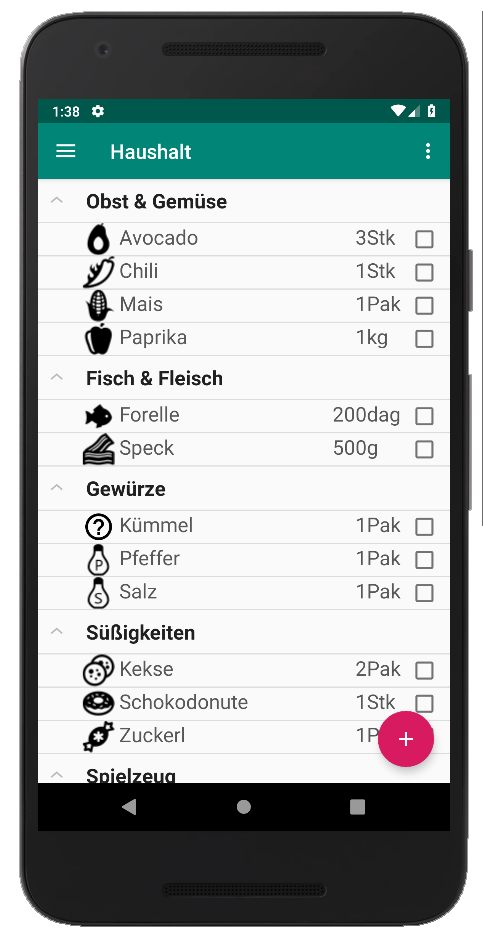 1:38
Haushalt
Obst & Gemüse
Avocado 3Stk
Chili 1Stk
Mais 1Pak
Paprika 1kg
Fisch & Fleisch
Forelle 200dag
Speck 500g
Gewürze
? Kümmel 1Pak
P Pfeffer 1Pak
S Salz 1Pak
Süßigkeiten
Kekse 2Pak
Schokodonute 1Stk
Zuckerl 1P
+
Spielzeug